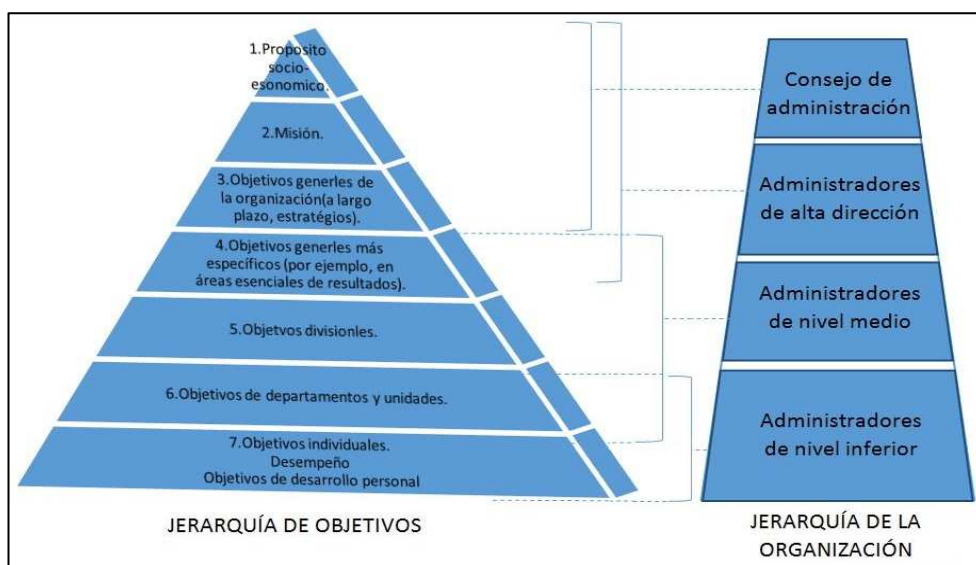 1.Proposito
socio-
esonomico.
2.Misión.
3.Objetivos generles de
la organización(a largo
plazo, estratégios).
4.Objetivos generles más
específicos (por ejemplo, en
áreas esenciales de resultados).
5.Objetvos divisionles.
6.Objetivos de departamentos y unidades.
7.Objetivos individuales.
Desempeño
Objetivos de desarrollo personal
JERARQUÍA DE OBJETIVOS
Consejo de
administración
Administradores
de alta dirección
Administradores
de nivel medio
Administradores
de nivel inferior
JERARQUÍA DE LA
ORGANIZACIÓN